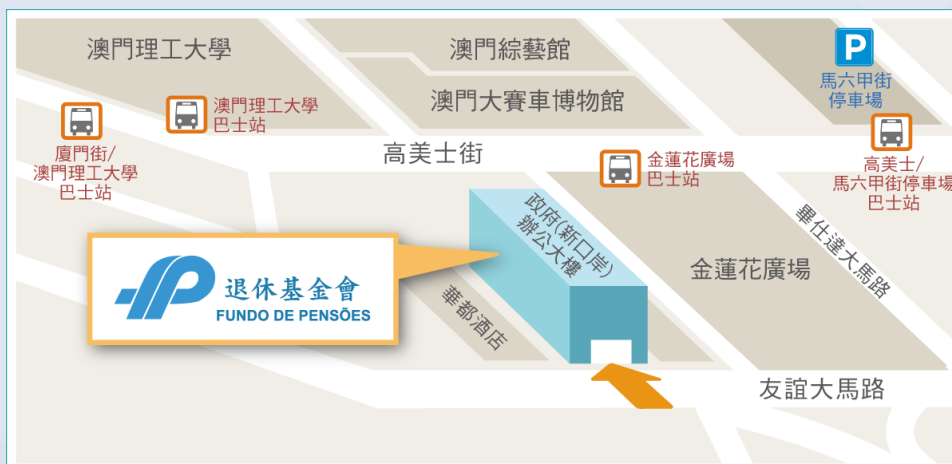 澳門理工大學
澳門綜藝館
P
馬六甲街
停車場
澳門大賽車博物館
澳門理工大學
巴士站
廈門街/
澳門理工大學
巴士站
高美士街
金蓮花廣場
巴士站
高美士/
馬六甲街停車場
巴士站
政府(新口岸)
辦公大樓
畢仕達大馬路
金蓮花廣場
退休基金會
FUNDO DE PENSÕES
華都酒店
友誼大馬路